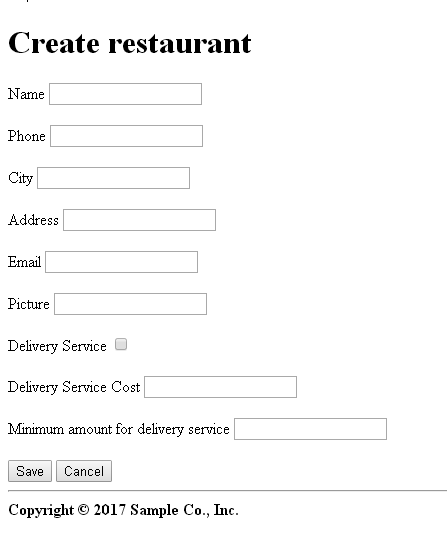 Create restaurant
Name
Phone
City
Address
Email
Picture
Delivery Service
Delivery Service Cost
Minimum amount for delivery service
Save Cancel
Copyright © 2017 Sample Co., Inc.